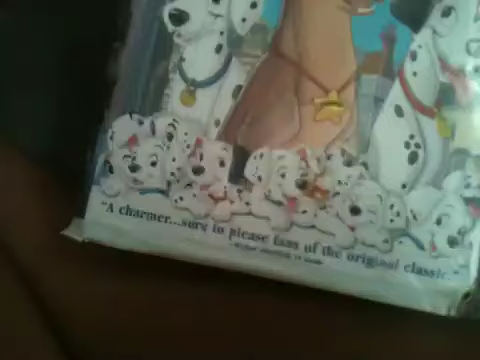 "A charmer...sure to please fans of the original classic."